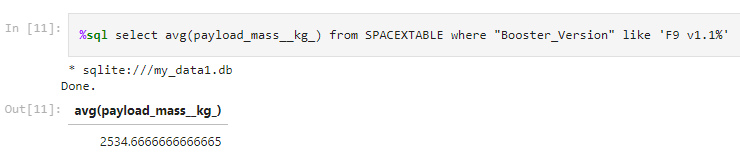 In [11]: %sql select avg(payload_mass__kg_) from SPACEXTABLE where "Booster_Version" like 'F9 v1.1%'
* sqlite:///my_data1.db
Done.
Out[11]: avg(payload_mass__kg_)
2534.6666666666665